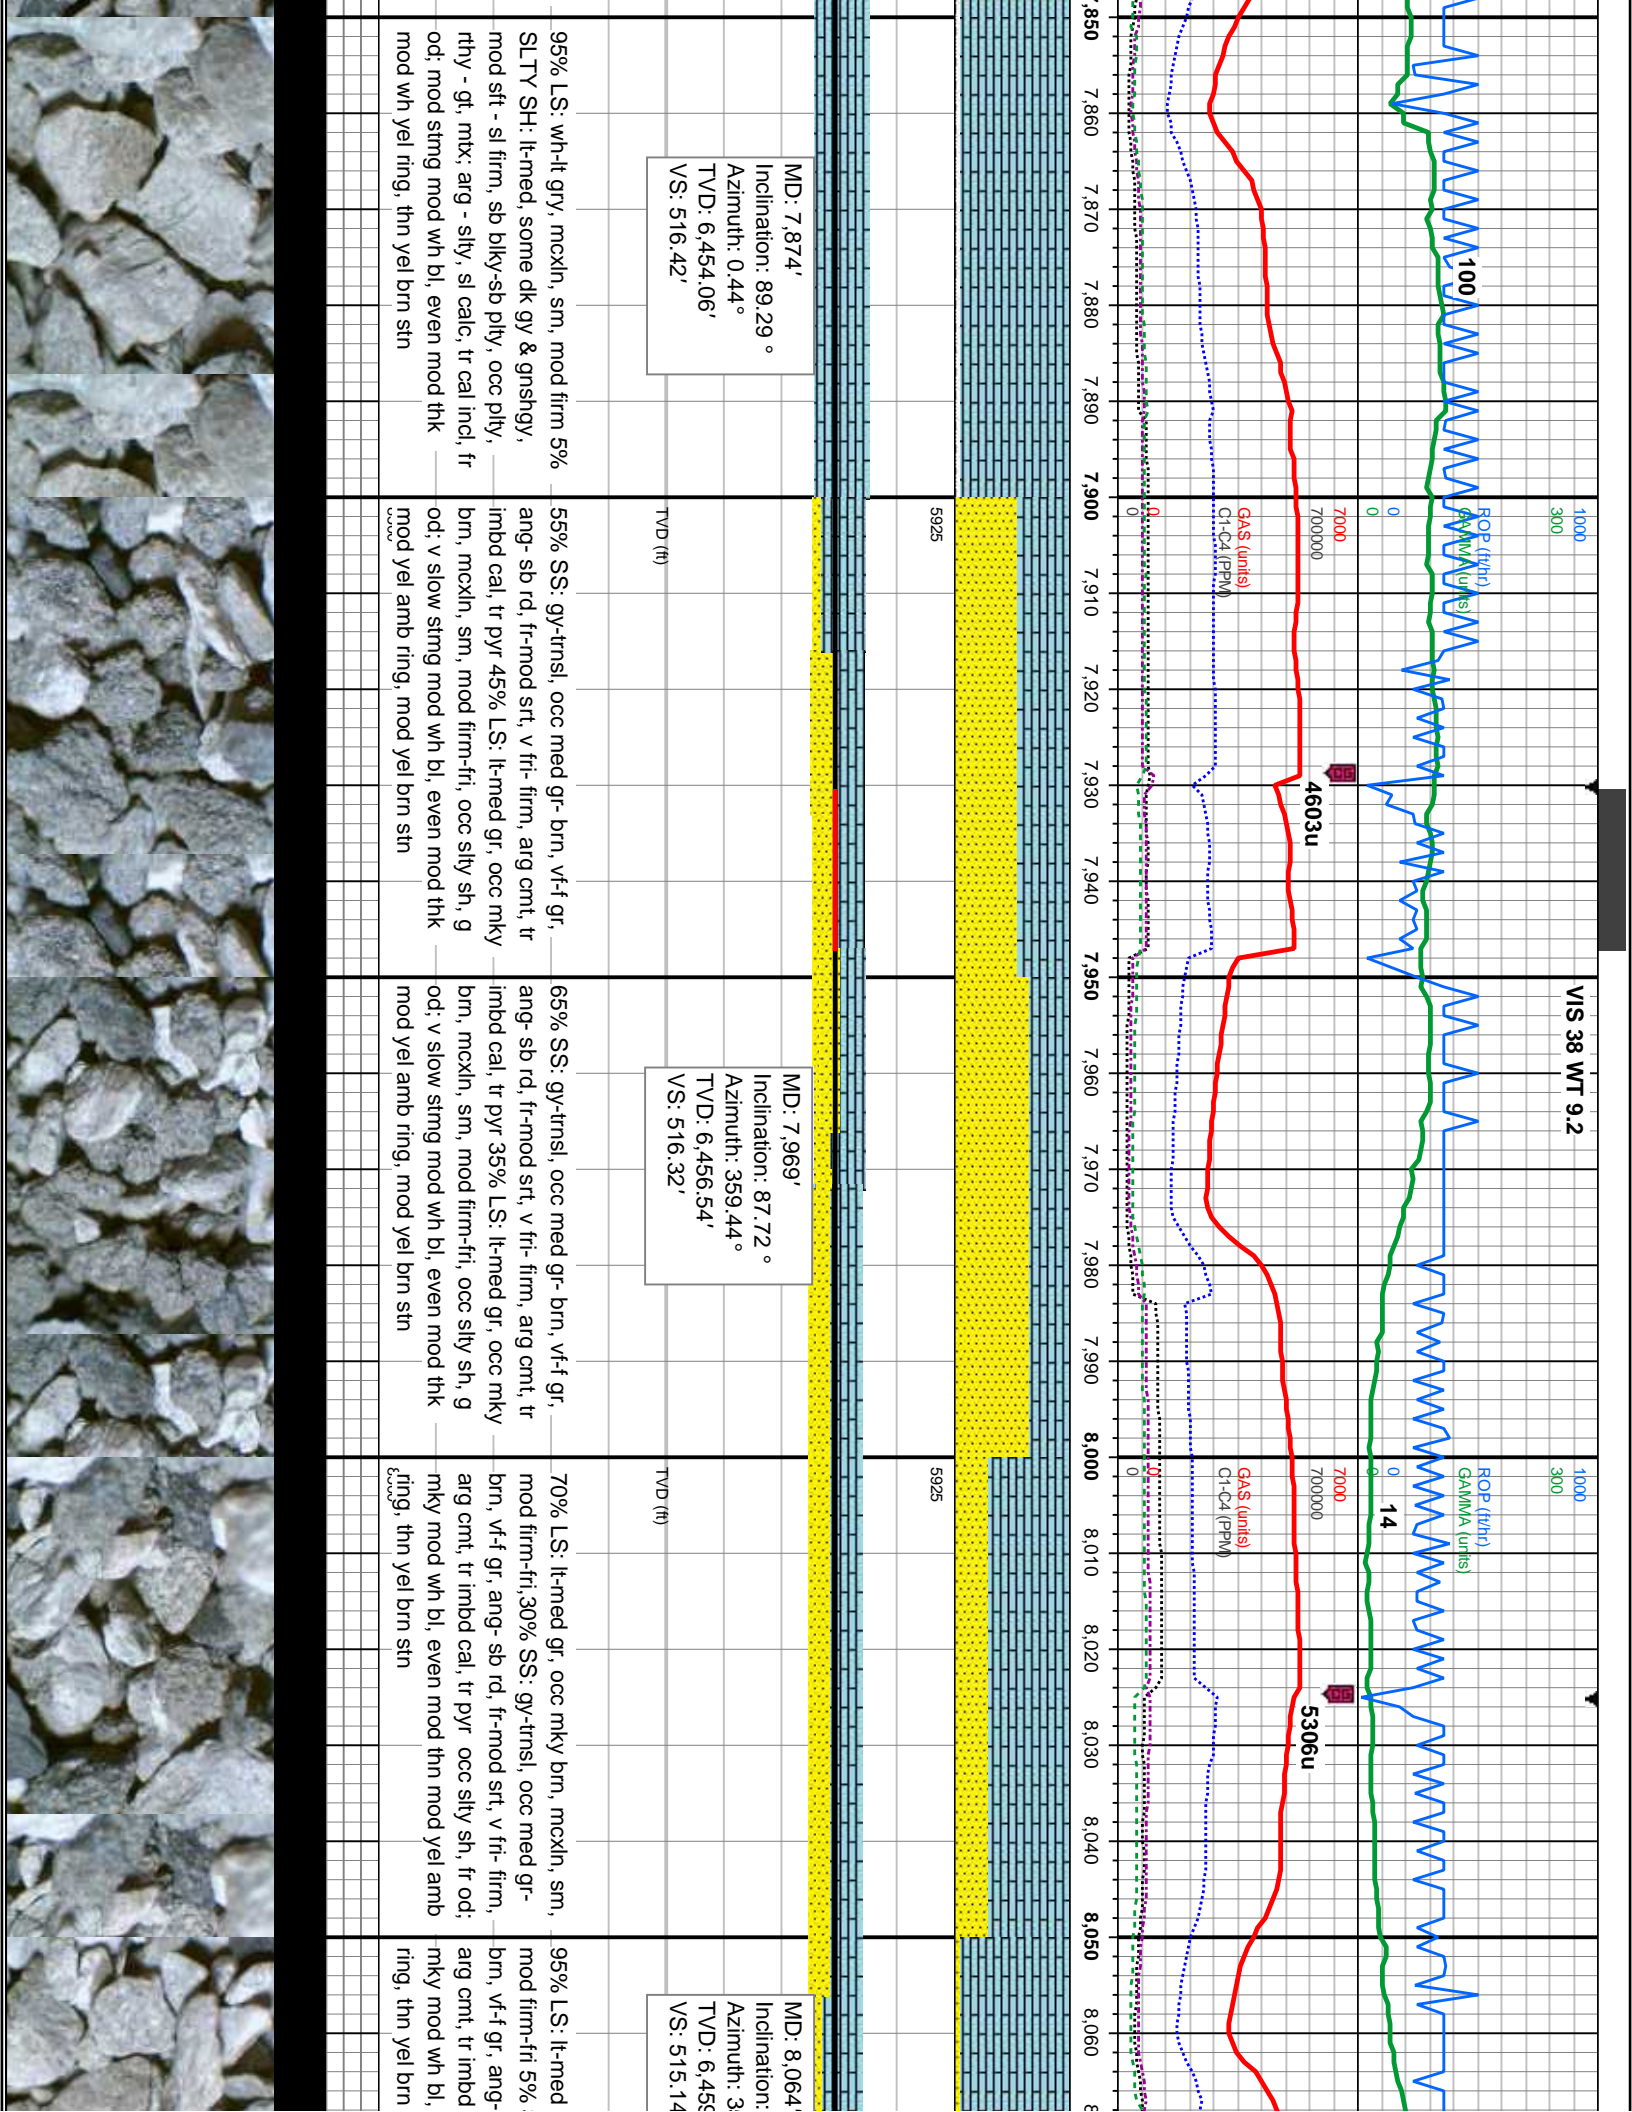 VIS 38 WT 9.2
1000
300
ROP (ft/hr)
GAMMA (units)
0
0
7000
700000
GAS (units)
C1-C4 (PPM)
0
0
1000
300
ROP (ft/hr)
GAMMA (units)
0
0
7000
700000
GAS (units)
C1-C4 (PPM)
0
0
100
14
4603u
5306u
CG
CG
,850
7,860
7,870
7,880
7,890
7,900
7,910
7,920
7,930
7,940
7,950
7,960
7,970
7,980
7,990
8,000
8,010
8,020
8,030
8,040
8,050
8,060
8
5925
5925
MD: 7,874'
Inclination: 89.29 °
Azimuth: 0.44°
TVD: 6,454.06'
VS: 516.42'
MD: 7,969'
Inclination: 87.72 °
Azimuth: 359.44°
TVD: 6,456.54'
VS: 516.32'
MD: 8,064'
Inclination:
Azimuth: 3
TVD: 6,459
VS: 515.14
TVD (ft)
TVD (ft)
95% LS: wh-lt gry, mcxln, sm, mod firm 5%
SLTY SH: lt-med, some dk gy & gnshgy,
mod sft - sl firm, sb blky-sb plty, occ plty,
rthy - gt, mtx; arg - slty, sl calc, tr cal incl, fr
od; mod stmg mod wh bl, even mod thk
mod wh yel ring, thn yel brn stn
55% SS: gy-trnsl, occ med gr- brn, vf-f gr,
ang- sb rd, fr-mod srt, v fri- firm, arg cmt, tr
imbd cal, tr pyr 45% LS: lt-med gr, occ mky
brn, mcxln, sm, mod firm-fri, occ slty sh, g
od; v slow stmg mod wh bl, even mod thk
mod yel amb ring, mod yel brn stn
65% SS: gy-trnsl, occ med gr- brn, vf-f gr,
ang- sb rd, fr-mod srt, v fri- firm, arg cmt, tr
imbd cal, tr pyr 35% LS: lt-med gr, occ mky
brn, mcxln, sm, mod firm-fri, occ slty sh, g
od; v slow stmg mod wh bl, even mod thk
mod yel amb ring, mod yel brn stn
70% LS: lt-med gr, occ mky brn, mcxln, sm,
mod firm-fri,30% SS: gy-trnsl, occ med gr-
brn, vf-f gr, ang- sb rd, fr-mod srt, v fri- firm,
arg cmt, tr imbd cal, tr pyr occ slty sh, fr od;
mky mod wh bl, even mod thn mod yel amb
ring, thn yel brn stn
95% LS: lt-med
mod firm-fri 5%
brn, vf-f gr, ang-
arg cmt, tr imbd
mky mod wh bl,
ring, thn yel brn